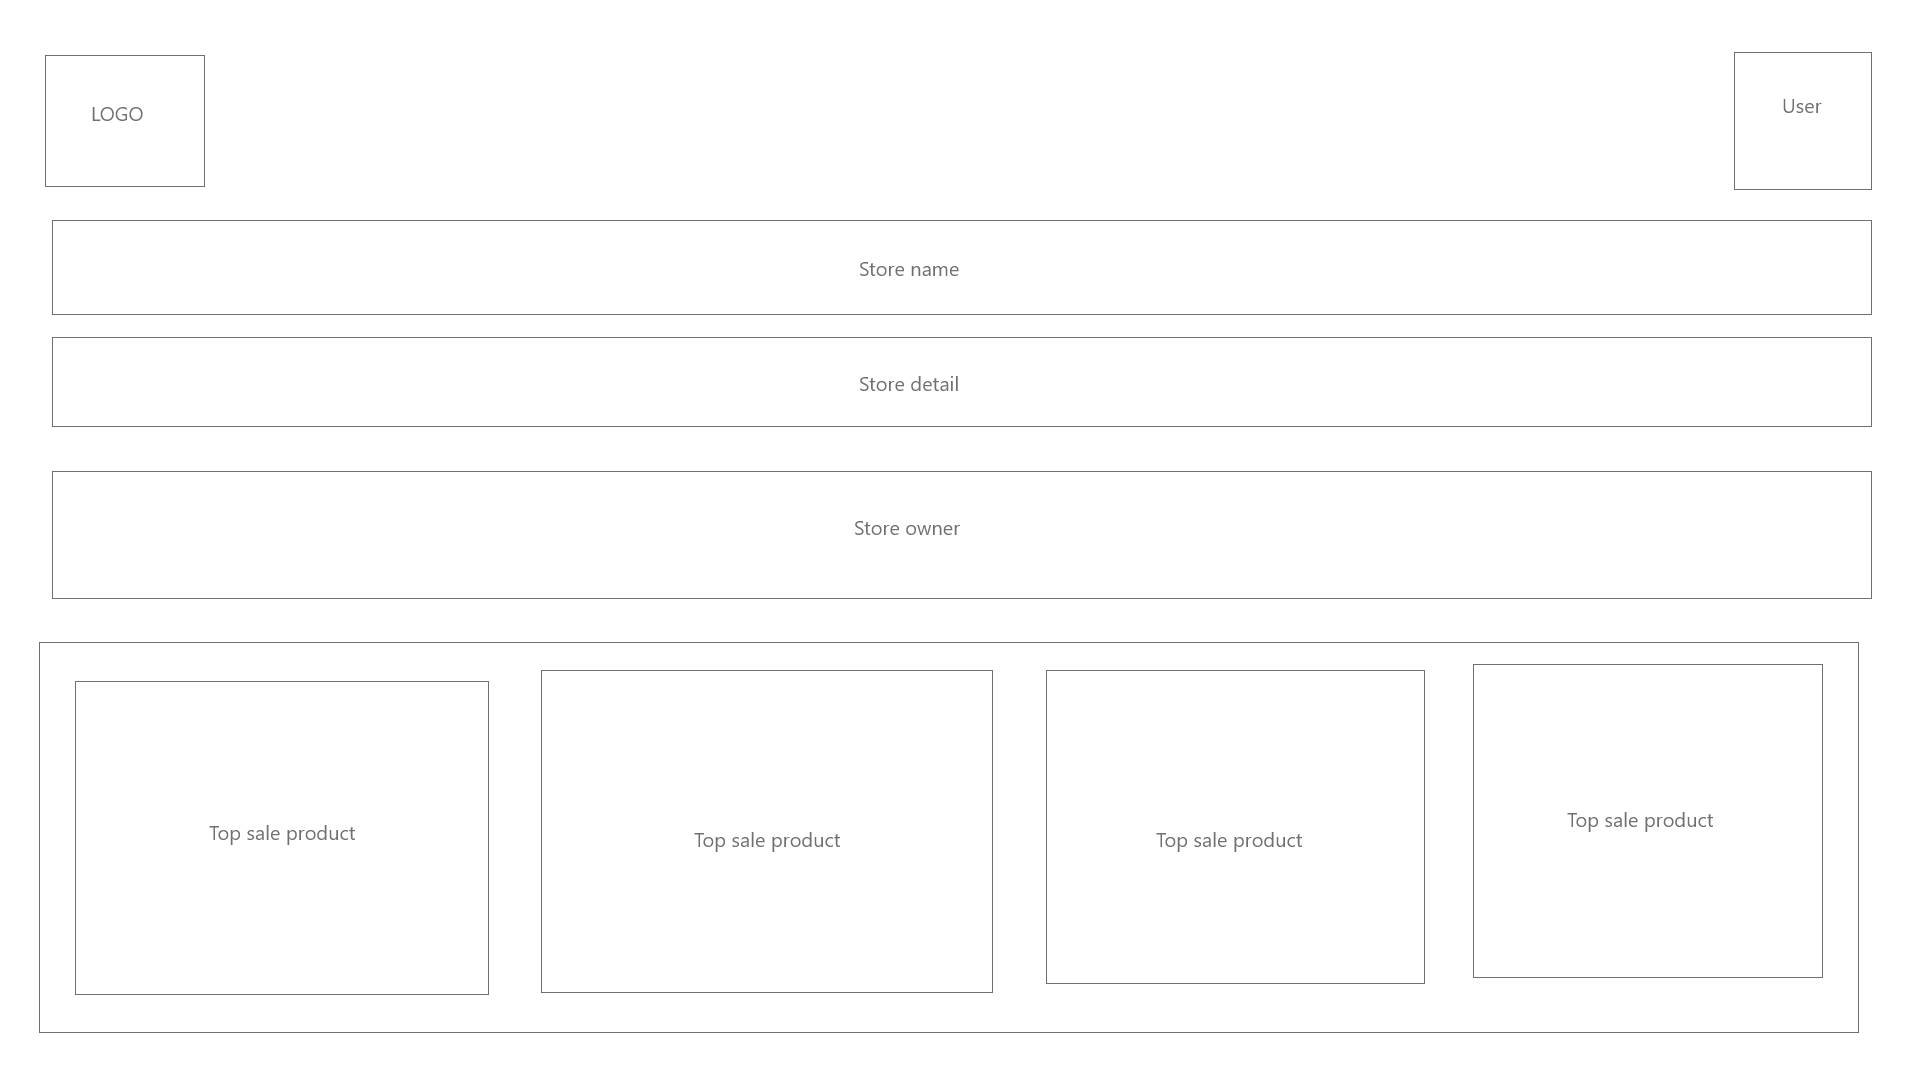 LOGO
User
Store name
Store detail
Store owner
Top sale product
Top sale product
Top sale product
Top sale product